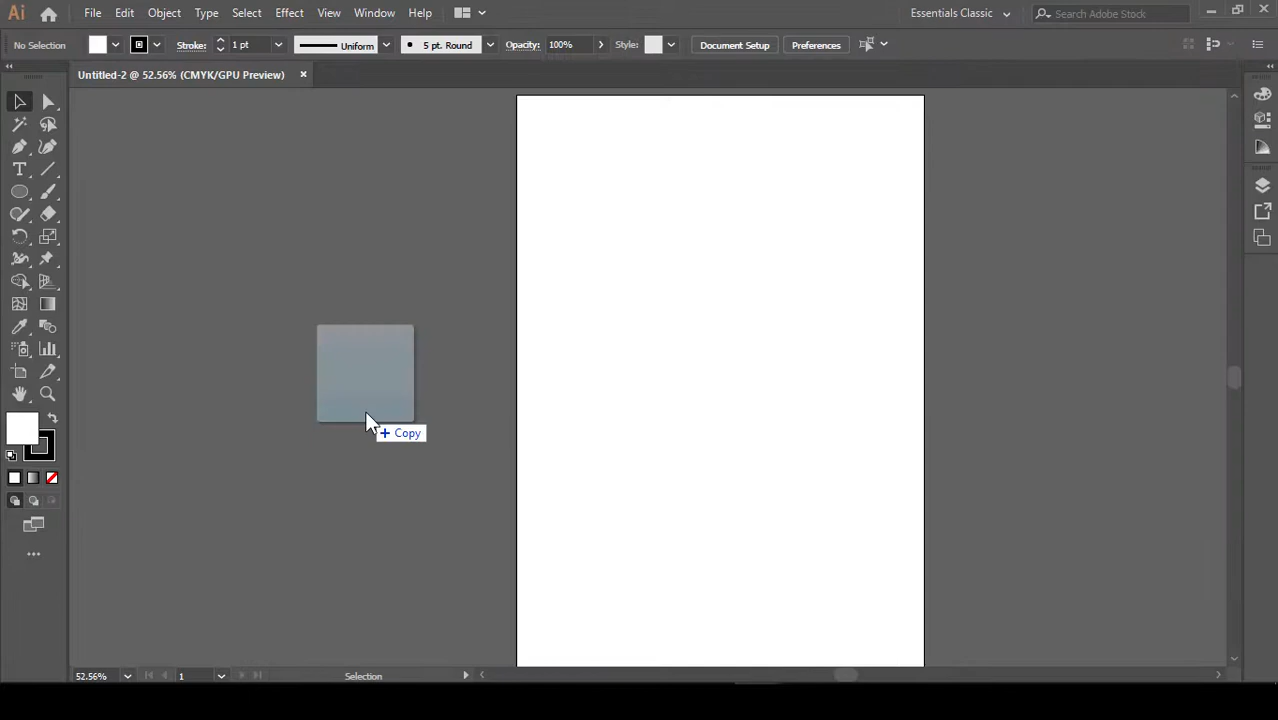 Ai File Edit Object Type Select Effect View Window Help Essentials Classic Search Adobe Stock
No Selection Stroke: 1 pt Uniform 5 pt. Round Opacity: 100% Style: Document Setup Preferences
Untitled-2 @ 52.56% (CMYK/GPU Preview)
+ Copy
52.56% 1 Selection